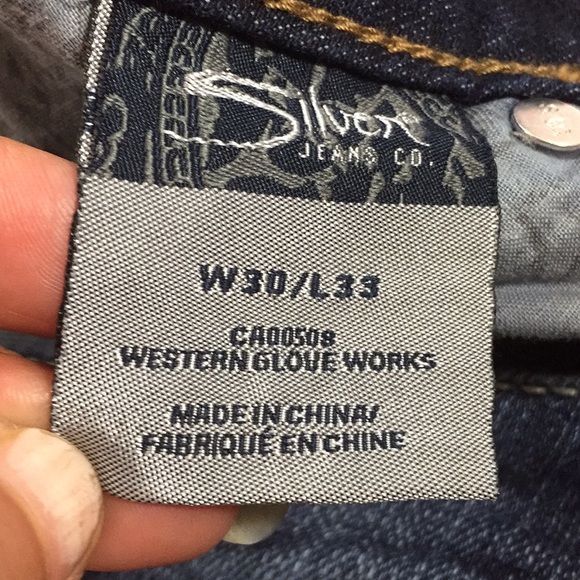 Silver
JEANS CO.
W30/L33
CA00508
WESTERN GLOVE WORKS
MADE IN CHINA/
FABRIQUÉ EN CHINE